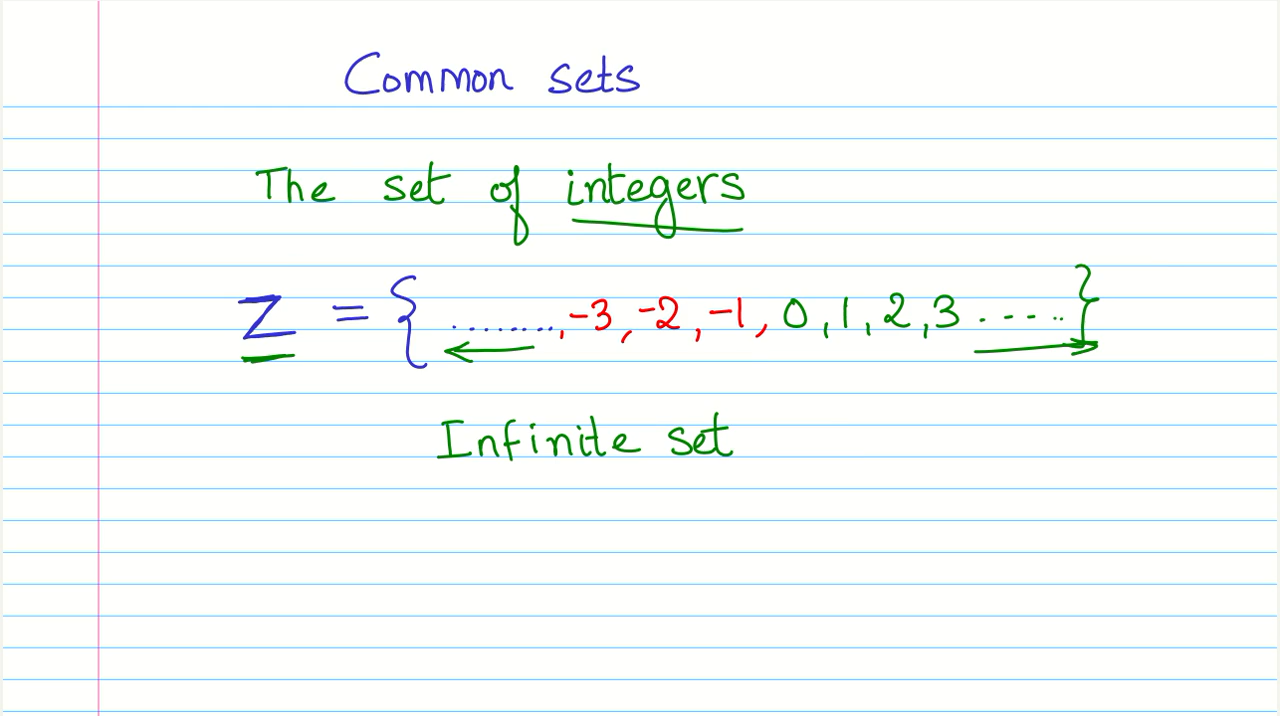 Common sets
The set of integers
Z = { ........., -3, -2, -1, 0, 1, 2, 3 ...... }
Infinite set